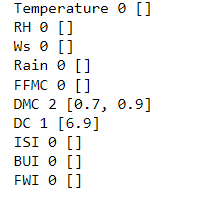 Temperature 0 []
RH 0 []
Ws 0 []
Rain 0 []
FFMC 0 []
DMC 2 [0.7, 0.9]
DC 1 [6.9]
ISI 0 []
BUI 0 []
FWI 0 []